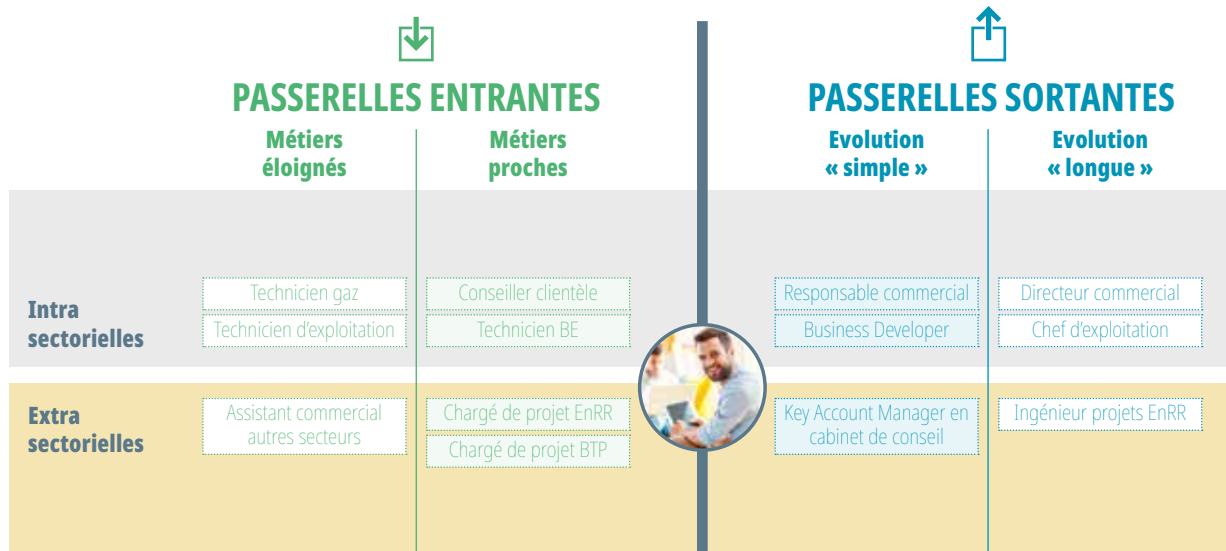 PASSERELLES ENTRANTES
PASSERELLES SORTANTES
Métiers
éloignés
Métiers
proches
Evolution
« simple »
Evolution
« longue »
Intra
sectorielles
Technicien gaz
Technicien d'exploitation
Conseiller clientèle
Technicien BE
Responsable commercial
Business Developer
Directeur commercial
Chef d'exploitation
Extra
sectorielles
Assistant commercial
autres secteurs
Chargé de projet EnRR
Chargé de projet BTP
Key Account Manager en
cabinet de conseil
Ingénieur projets EnRR